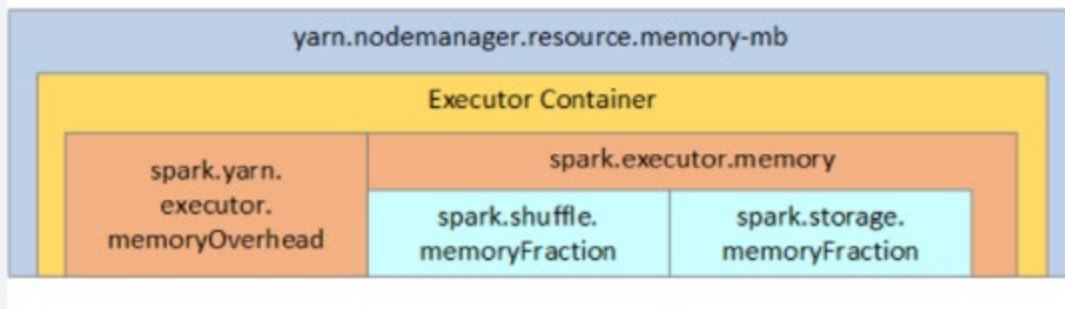 yarn.nodemanager.resource.memory-mb
Executor Container
spark.yarn.
executor.
memoryOverhead
spark.executor.memory
spark.shuffle.
memoryFraction
spark.storage.
memoryFraction